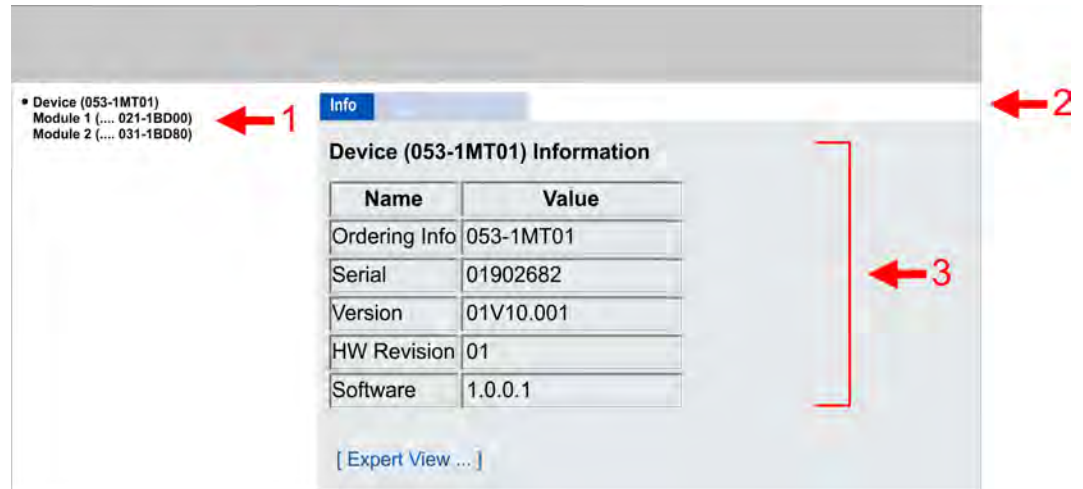 • Device (053-1MT01)
Module 1 (.... 021-1BD00)
Module 2 (.... 031-1BD80)
1
Info
2
Device (053-1MT01) Information
Name Value
Ordering Info 053-1MT01
Serial 01902682
Version 01V10.001
HW Revision 01
Software 1.0.0.1
3
[ Expert View ... ]